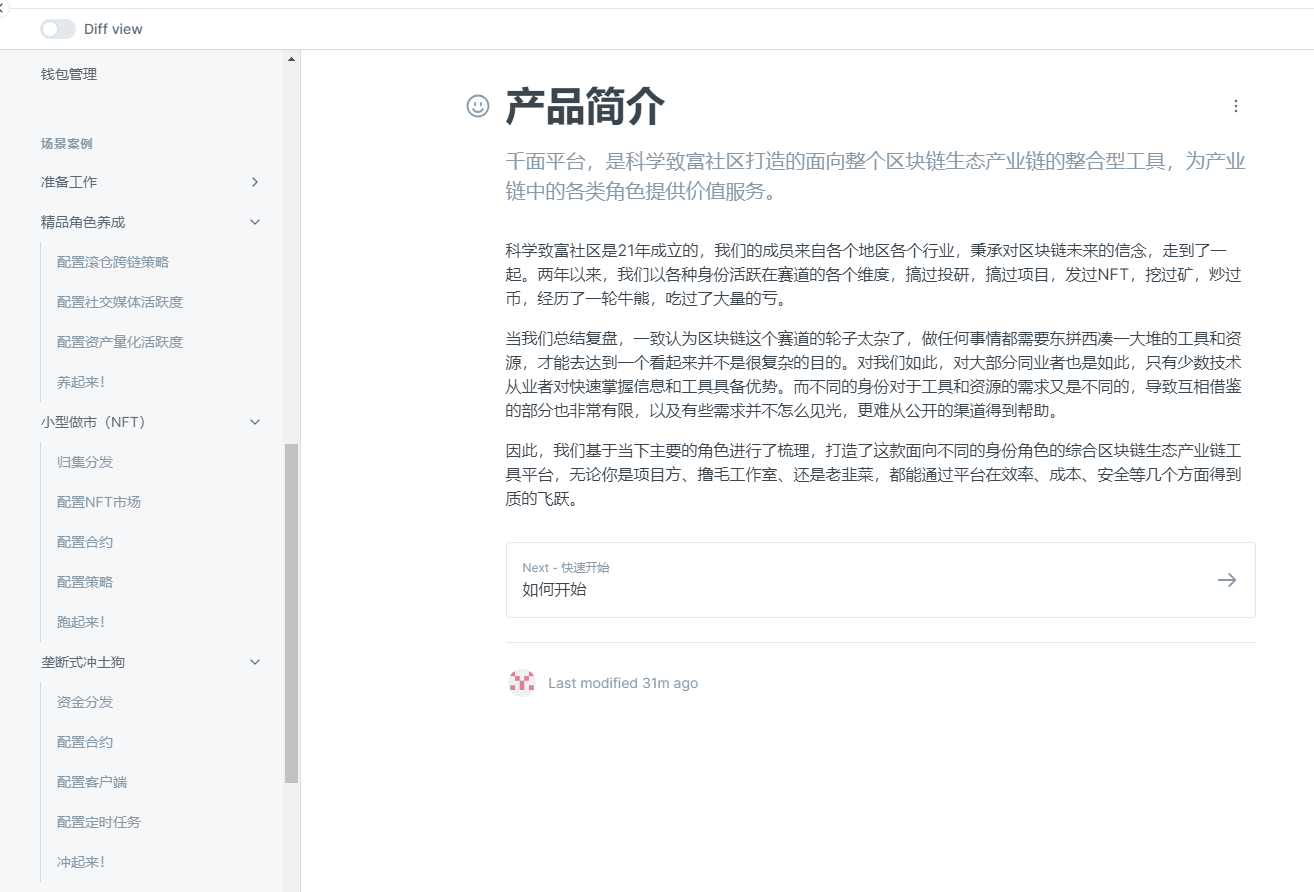 Diff view
钱包管理
场景案例
准备工作
精品角色养成
配置滚仓跨链策略
配置社交媒体活跃度
配置资产量化活跃度
养起来！
小型做市（NFT）
归集分发
配置NFT市场
配置合约
配置策略
跑起来！
垄断式冲土狗
资金分发
配置合约
配置客户端
配置定时任务
冲起来！
产品简介
千面平台，是科学致富社区打造的面向整个区块链生态产业链的整合型工具，为产业
链中的各类角色提供价值服务。
科学致富社区是21年成立的，我们的成员来自各个地区各个行业，秉承对区块链未来的信念，走到了一
起。两年以来，我们以各种身份活跃在赛道的各个维度，搞过投研，搞过项目，发过NFT，挖过矿，炒过
币，经历了一轮牛熊，吃过了大量的亏。
当我们总结复盘，一致认为区块链这个赛道的轮子太杂了，做任何事情都需要东拼西凑一大堆的工具和资
源，才能去达到一个看起来并不是很复杂的目的。对我们如此，对大部分同业者也是如此，只有少数技术
从业者对快速掌握信息和工具具备优势。而不同的身份对于工具和资源的需求又是不同的，导致互相借鉴
的部分也非常有限，以及有些需求并不怎么见光，更难从公开的渠道得到帮助。
因此，我们基于当下主要的角色进行了梳理，打造了这款面向不同的身份角色的综合区块链生态产业链工
具平台，无论你是项目方、撸毛工作室、还是老韭菜，都能通过平台在效率、成本、安全等几个方面得到
质的飞跃。
Next - 快速开始
如何开始
Last modified 31m ago